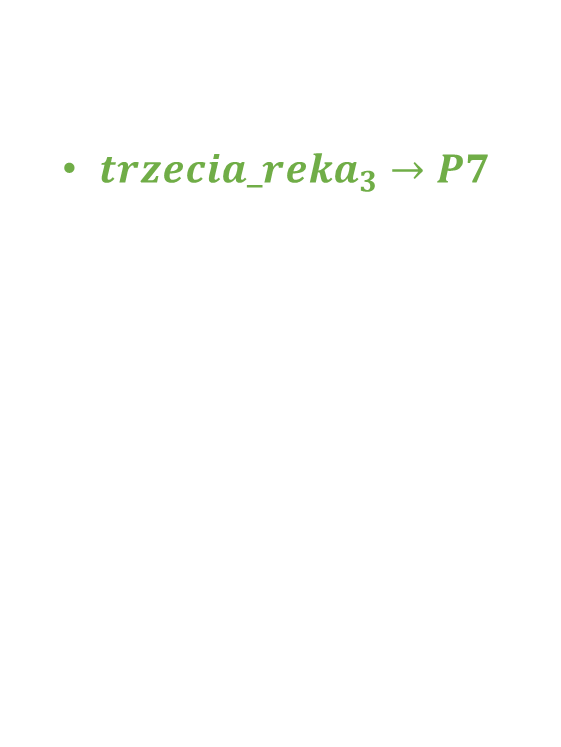 • trzecia_reka₃ → P7